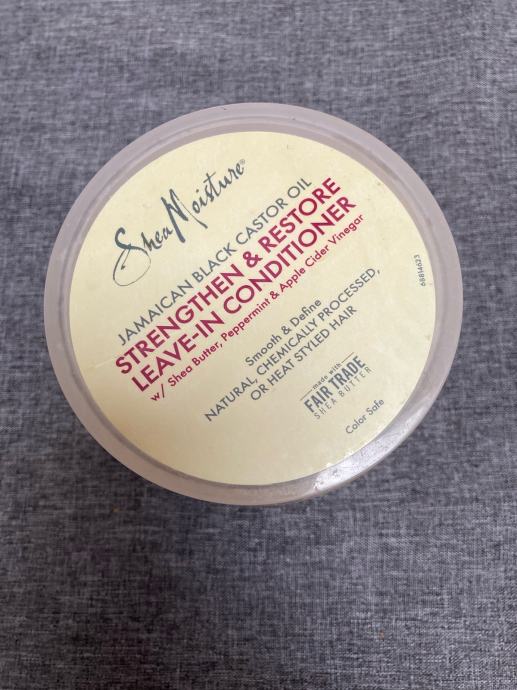 SheaMoisture®
JAMAICAN BLACK CASTOR OIL
STRENGTHEN & RESTORE
LEAVE-IN CONDITIONER
w/ Shea Butter, Peppermint & Apple Cider Vinegar
Smooth & Define
NATURAL, CHEMICALLY PROCESSED,
OR HEAT STYLED HAIR
made with
FAIR TRADE
SHEA BUTTER
Color Safe
68814623